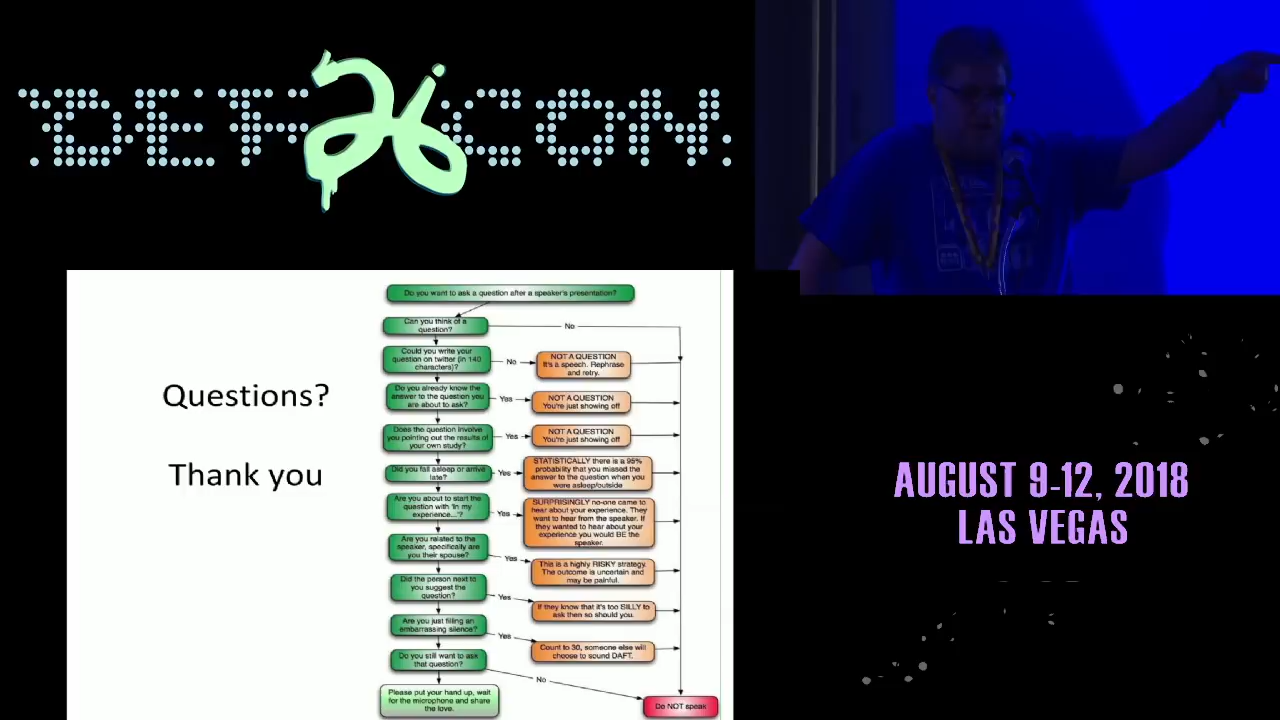 DEF 26 CON
Questions?
Thank you
Do you want to ask a question after a speaker's presentation?
Can you think of a
question?
No
Could you write your
question on twitter (in 140
characters)?
No
NOT A QUESTION
It's a speech. Rephrase
and retry.
Do you already know the
answer to the question you
are about to ask?
Yes
NOT A QUESTION
You're just showing off
Does the question involve
you pointing out the results of
your own study?
Yes
NOT A QUESTION
You're just showing off
Did you fall asleep or arrive
late?
Yes
STATISTICALLY there is a 95%
probability that you missed the
answer to the question when you
were asleep/outside
Are you about to start the
question with 'In my
experience...'?
Yes
SURPRISINGLY no-one came to
hear about your experience. They
want to hear from the speaker. If
they wanted to hear about your
experience you would BE the
speaker.
Are you related to the
speaker, specifically are
you their spouse?
Yes
This is a highly RISKY strategy.
The outcome is uncertain and
may be painful.
Did the person next to
you suggest the
question?
Yes
If they know that it's too SILLY to
ask then so should you.
Are you just filling an
embarrassing silence?
Yes
Count to 30, someone else will
choose to sound DAFT.
Do you still want to ask
that question?
No
Please put your hand up, wait
for the microphone and share
the love.
Do NOT speak
AUGUST 9-12, 2018
LAS VEGAS